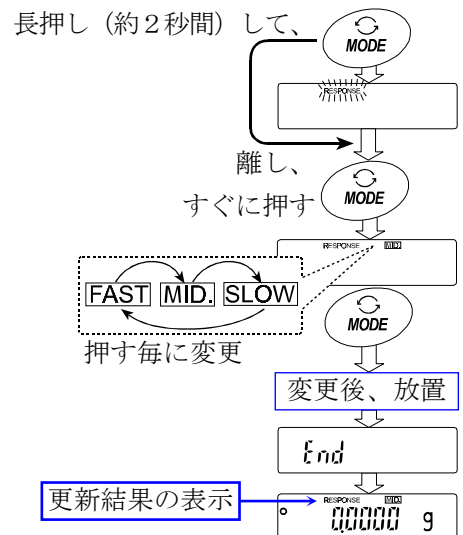 長押し（約２秒間）して、
MODE
RESPONSE
離し、
すぐに押す
MODE
RESPONSE MID.
FAST MID. SLOW
押す毎に変更
MODE
変更後、放置
End
更新結果の表示
RESPONSE MID.
0.0000 g